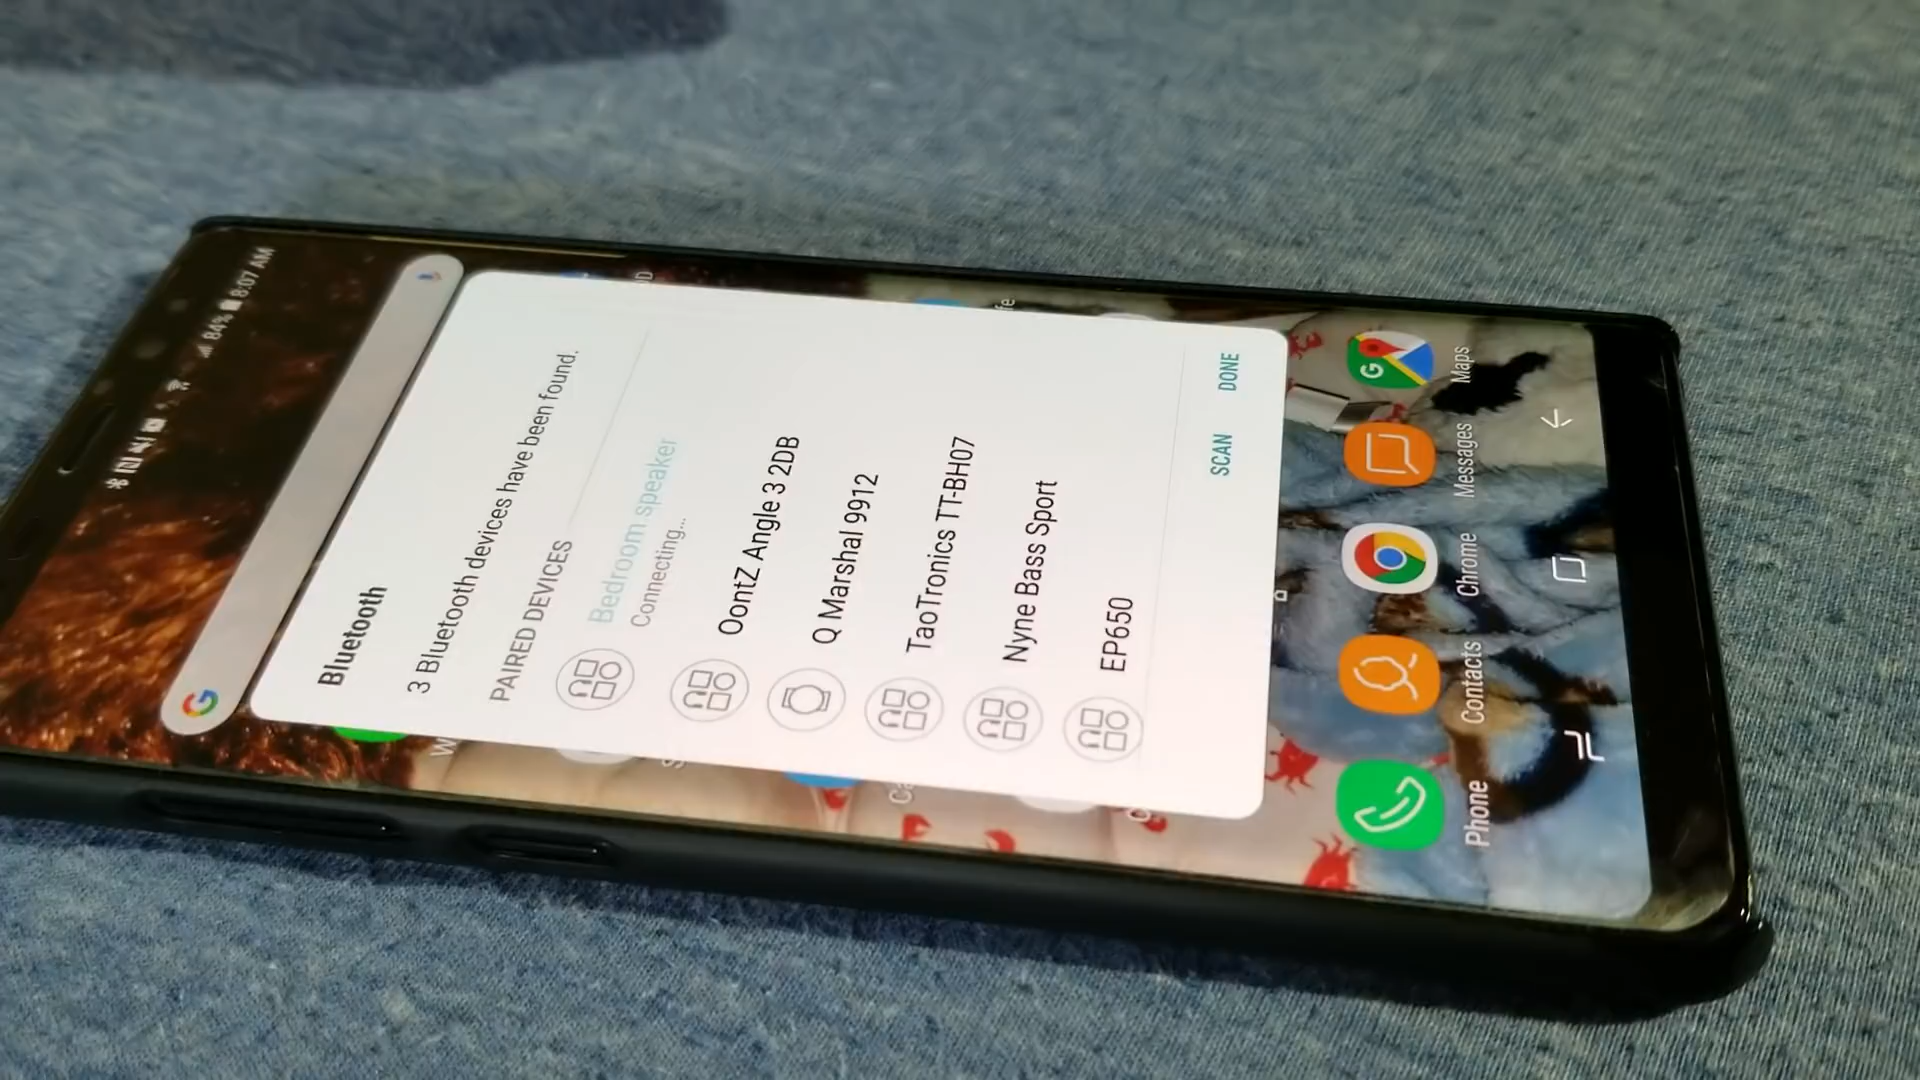 84% 8:07 AM
G
Bluetooth
3 Bluetooth devices have been found.
PAIRED DEVICES
Bedroom speaker
Connecting...
OontZ Angle 3 2DB
Q Marshal 9912
TaoTronics TT-BH07
Nyne Bass Sport
EP650
SCAN DONE
Phone Contacts Chrome Messages Maps